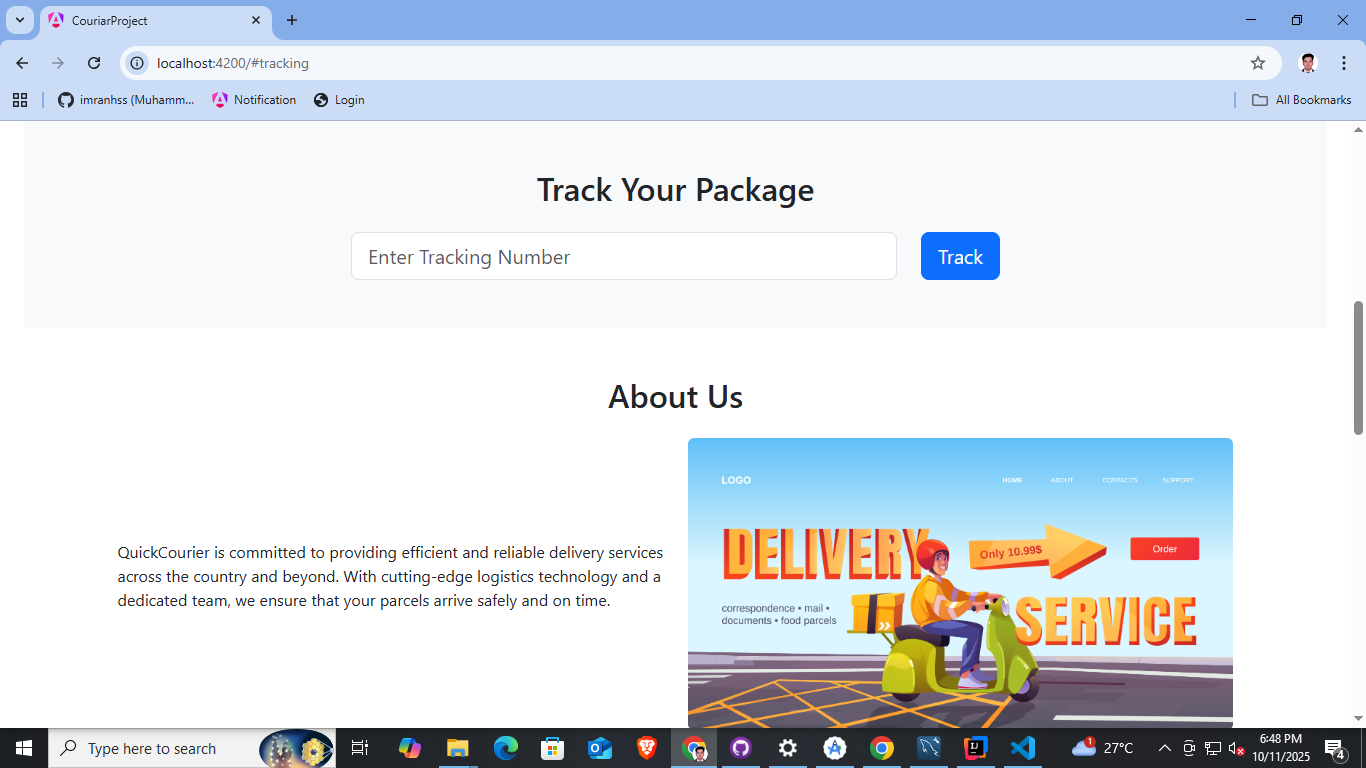 CouriarProject
localhost:4200/#tracking
imranhss (Muhamm...
Notification
Login
All Bookmarks
Track Your Package
Enter Tracking Number
Track
About Us
QuickCourier is committed to providing efficient and reliable delivery services
across the country and beyond. With cutting-edge logistics technology and a
dedicated team, we ensure that your parcels arrive safely and on time.
LOGO
HOME ABOUT CONTACTS SUPPORT
DELIVERY
Only 10.99$
Order
correspondence • mail •
documents • food parcels
SERVICE
Type here to search
1
27°C
6:48 PM
10/11/2025
4